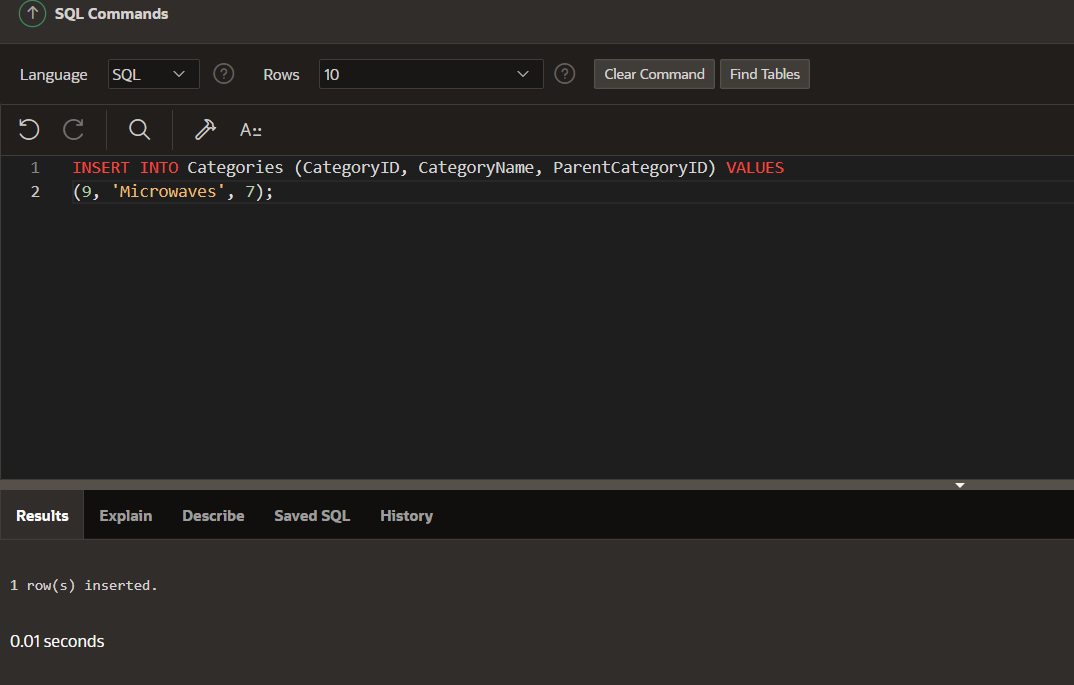 SQL Commands
Language SQL ? Rows 10 ? Clear Command Find Tables
A::
1 INSERT INTO Categories (CategoryID, CategoryName, ParentCategoryID) VALUES
2 (9, 'Microwaves', 7);
Results Explain Describe Saved SQL History
1 row(s) inserted.
0.01 seconds